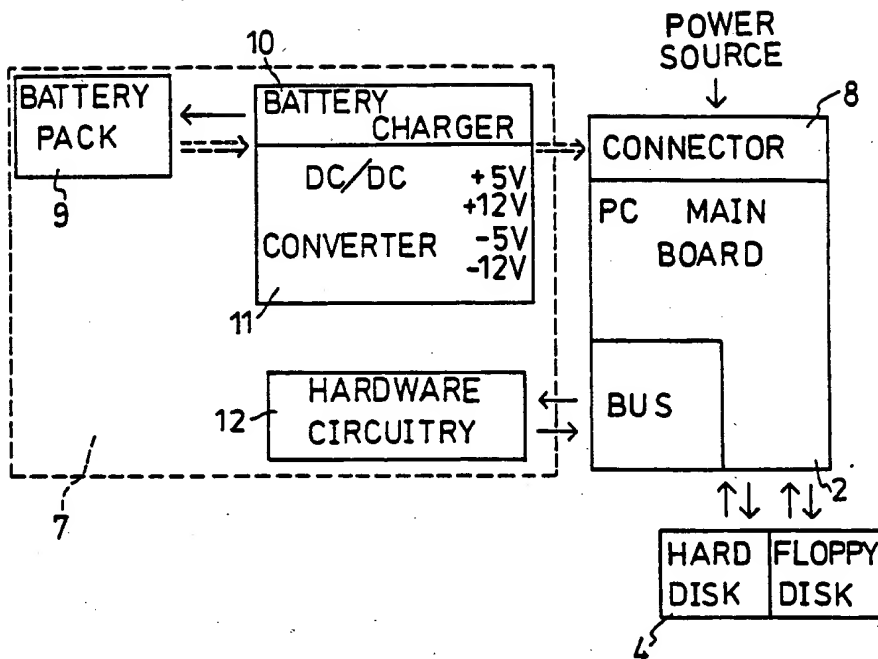 POWER
SOURCE
10
8
BATTERY
PACK
9
BATTERY
CHARGER
DC/DC
CONVERTER
+5V
+12V
-5V
-12V
11
CONNECTOR
PC MAIN
BOARD
BUS
2
HARDWARE
CIRCUITRY
12
7
HARD
DISK
FLOPPY
DISK
4